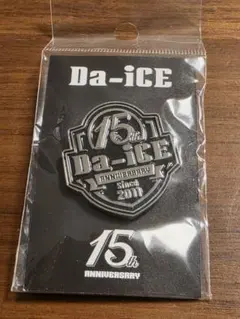 Da-iCE
15th
Da-iCE
ANNIVERSARY
Since
2011
15th
ANNIVERSARY